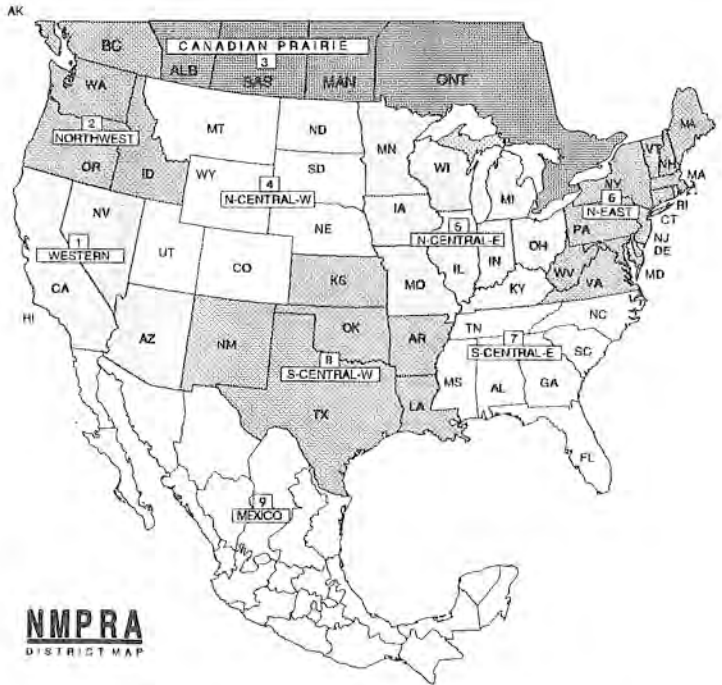 AK
BC
CANADIAN PRAIRIE
3
ALB
SAS
MAN
ONT
WA
2
NORTHWEST
OR
ID
MT
ND
MN
WY
SD
4
N-CENTRAL-W
NE
WI
MI
IA
5
N-CENTRAL-E
IL
IN
OH
MO
KY
MA
VT
NH
MA
NY
6
N-EAST
RI
CT
PA
NJ
DE
MD
WV
VA
NV
1
WESTERN
CA
UT
CO
KS
HI
AZ
NM
OK
AR
8
S-CENTRAL-W
TX
LA
TN
NC
7
S-CENTRAL-E
SC
MS
AL
GA
FL
9
MEXICO
NMPRA
DISTRICT MAP